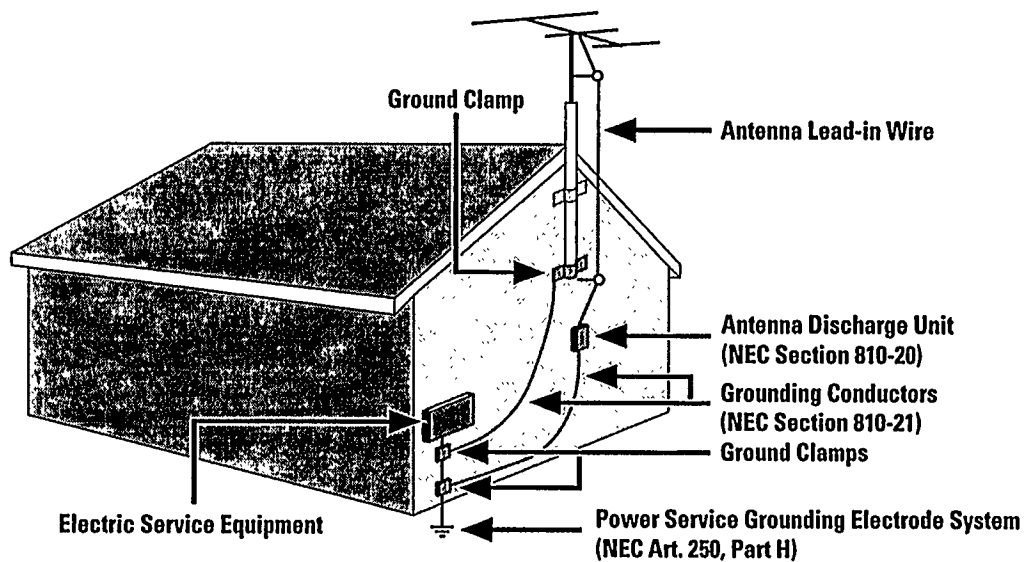 Ground Clamp
Antenna Lead-in Wire
Antenna Discharge Unit
(NEC Section 810-20)
Grounding Conductors
(NEC Section 810-21)
Ground Clamps
Electric Service Equipment
Power Service Grounding Electrode System
(NEC Art. 250, Part H)